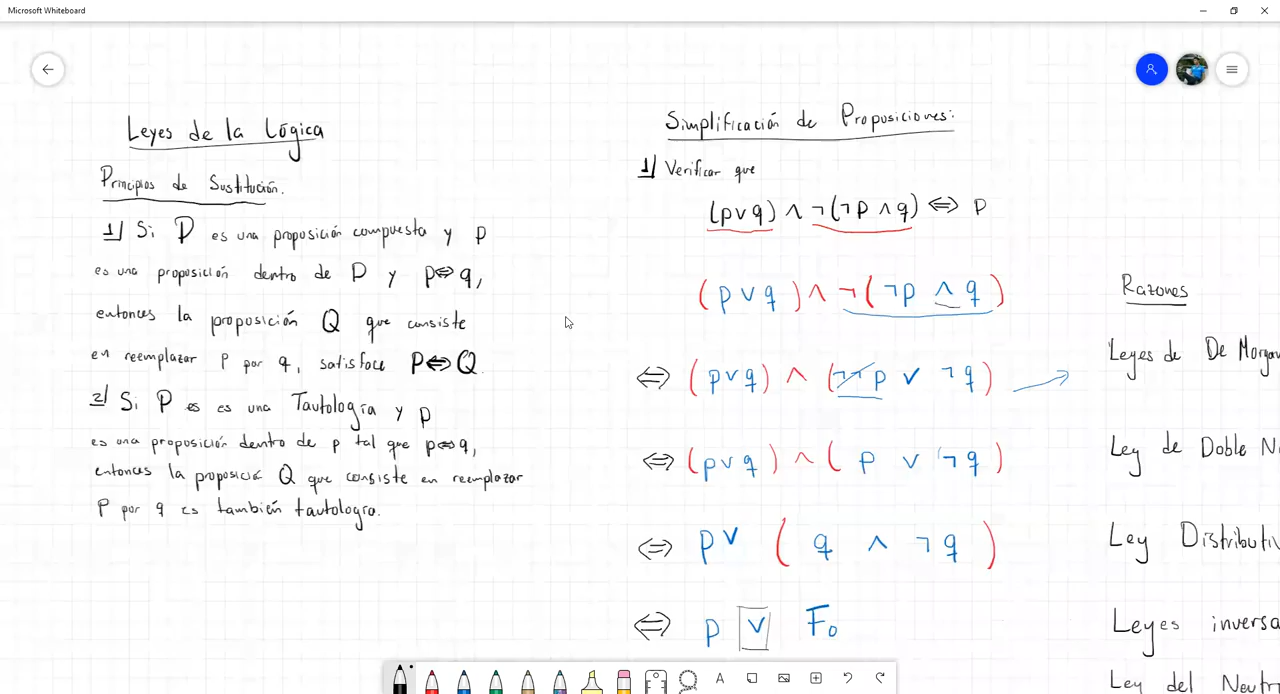 Microsoft Whiteboard
Leyes de la Lógica
Principios de Sustitución.
1) Si P es una proposición compuesta y p
es una proposición dentro de P y p⇔q,
entonces la proposición Q que consiste
en reemplazar p por q, satisface P⇔Q.
2) Si P es es una Tautología y p
es una proposición dentro de p tal que p⇔q,
entonces la proposició Q que consiste en reemplazar
p por q es también tautologra.
Simplificación de Proposiciones:
1) Verificar que
(p∨q) ∧ ¬(¬p ∧ q) ⇔ p
(p ∨ q) ∧ ¬(¬p ∧ q)
⇔ (p∨q) ∧ (¬¬p ∨ ¬q)
⇔ (p∨q) ∧ (p ∨ ¬q)
⇔ p ∨ (q ∧ ¬q)
⇔ p ∨ F₀
Razones
Leyes de De Morga
Ley de Doble N
Ley Distributi
Leyes inversa
Ley del Neutr